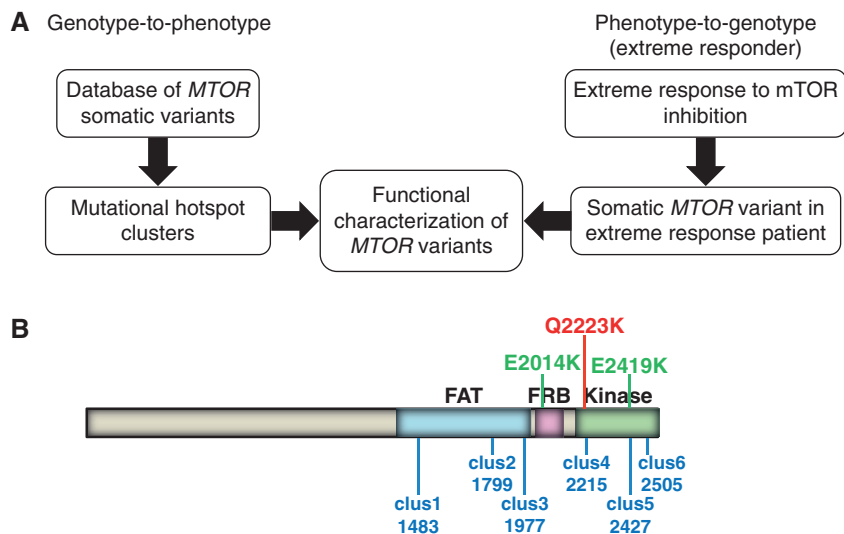 A
Genotype-to-phenotype
Phenotype-to-genotype
(extreme responder)
Database of MTOR
somatic variants
Extreme response to mTOR
inhibition
Mutational hotspot
clusters
Functional
characterization of
MTOR variants
Somatic MTOR variant in
extreme response patient
B
Q2223K
E2014K
E2419K
FAT
FRB
Kinase
clus1
1483
clus2
1799
clus3
1977
clus4
2215
clus5
2427
clus6
2505